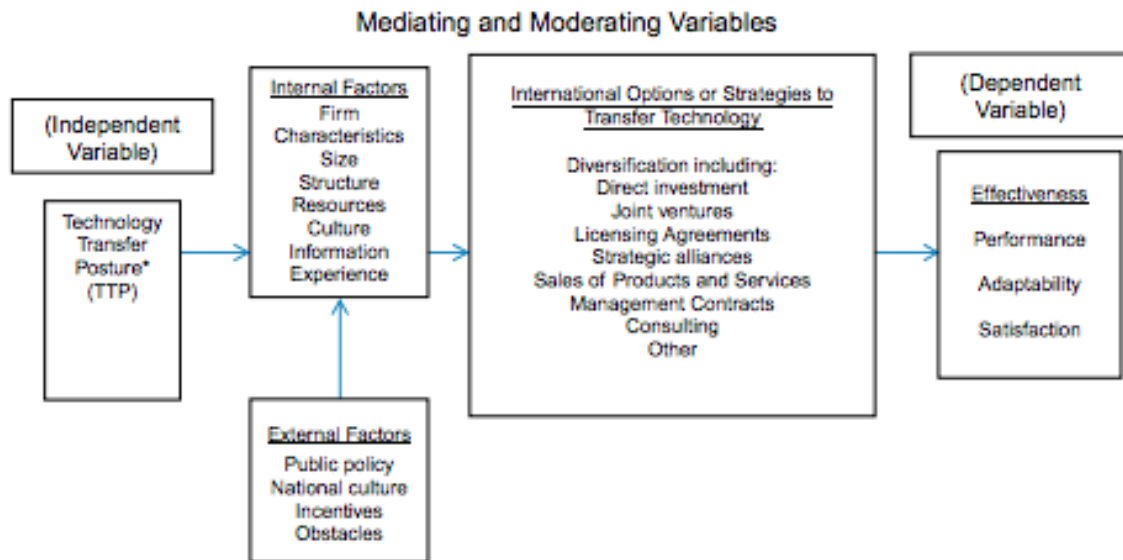 Mediating and Moderating Variables
(Independent
Variable)
Technology
Transfer
Posture*
(TTP)
Internal Factors
Firm
Characteristics
Size
Structure
Resources
Culture
Information
Experience
External Factors
Public policy
National culture
Incentives
Obstacles
International Options or Strategies to
Transfer Technology
Diversification including:
Direct investment
Joint ventures
Licensing Agreements
Strategic alliances
Sales of Products and Services
Management Contracts
Consulting
Other
(Dependent
Variable)
Effectiveness
Performance
Adaptability
Satisfaction